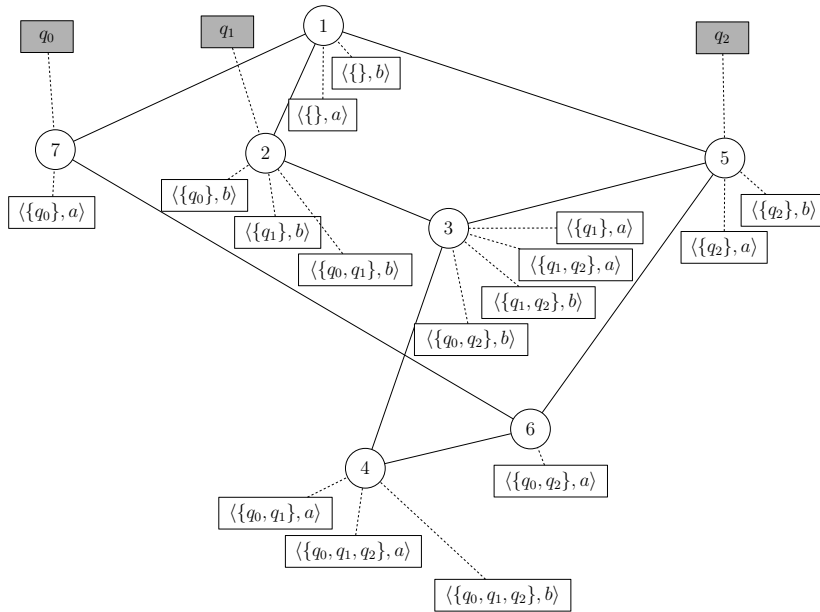 q₀
q₁
1
q₂
⟨{}, b⟩
⟨{}, a⟩
7
2
5
⟨{q₀}, a⟩
⟨{q₀}, b⟩
⟨{q₁}, b⟩
⟨{q₀, q₁}, b⟩
3
⟨{q₁}, a⟩
⟨{q₁, q₂}, a⟩
⟨{q₁, q₂}, b⟩
⟨{q₀, q₂}, b⟩
⟨{q₂}, b⟩
⟨{q₂}, a⟩
6
4
⟨{q₀, q₂}, a⟩
⟨{q₀, q₁}, a⟩
⟨{q₀, q₁, q₂}, a⟩
⟨{q₀, q₁, q₂}, b⟩